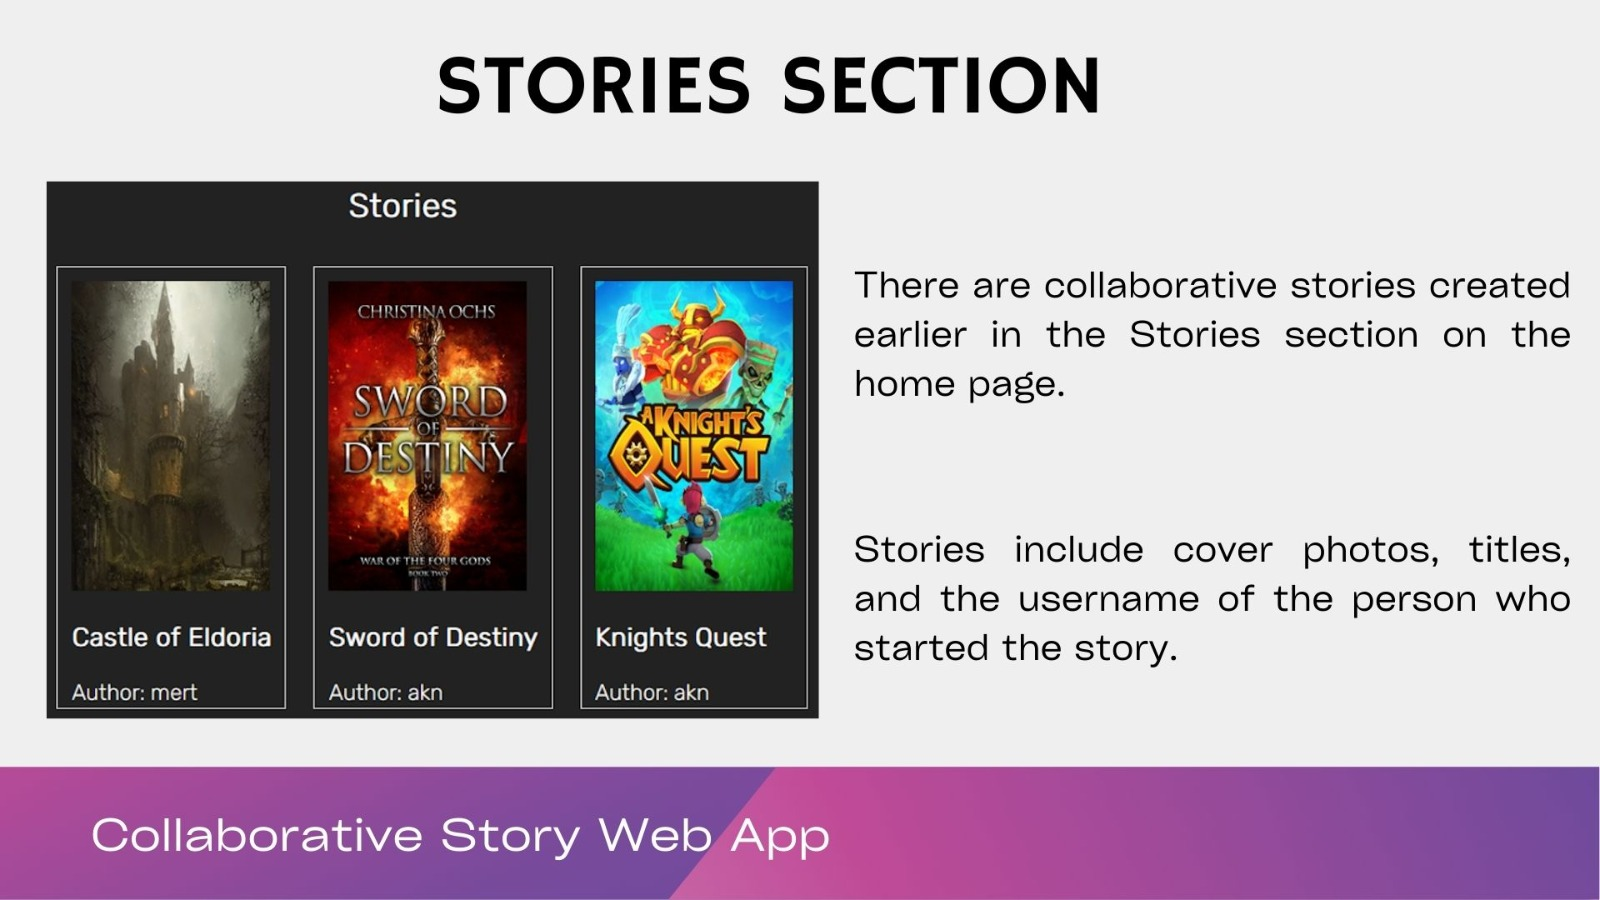 STORIES SECTION
Stories
CHRISTINA OCHS
SWORD
OF
DESTINY
WAR OF THE FOUR GODS
BOOK TWO
A KNIGHT'S
QUEST
Castle of Eldoria
Author: mert
Sword of Destiny
Author: akn
Knights Quest
Author: akn
There are collaborative stories created
earlier in the Stories section on the
home page.
Stories include cover photos, titles,
and the username of the person who
started the story.
Collaborative Story Web App